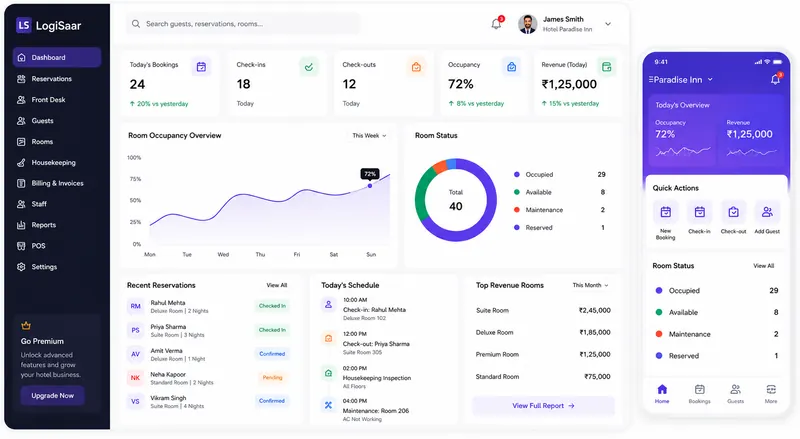 LS LogiSaar
Dashboard
Reservations
Front Desk
Guests
Rooms
Housekeeping
Billing & Invoices
Staff
Reports
POS
Settings
Go Premium
Unlock advanced
features and grow
your hotel business.
Upgrade Now
Search guests, reservations, rooms...
3
James Smith
Hotel Paradise Inn
Today's Bookings
24
↑ 20% vs yesterday
Check-ins
18
Today
Check-outs
12
Today
Occupancy
72%
↑ 8% vs yesterday
Revenue (Today)
₹1,25,000
↑ 15% vs yesterday
Room Occupancy Overview
This Week
100%
75%
50%
25%
0%
72%
Mon Tue Wed Thu Fri Sat Sun
Room Status
Total
40
Occupied 29
Available 8
Maintenance 2
Reserved 1
Recent Reservations View All
RM Rahul Mehta Checked In
Deluxe Room | 2 Nights
PS Priya Sharma Checked In
Suite Room | 3 Nights
AV Amit Verma Confirmed
Deluxe Room | 1 Night
NK Neha Kapoor Pending
Standard Room | 2 Nights
VS Vikram Singh Confirmed
Suite Room | 4 Nights
Today's Schedule
10:00 AM
Check-in: Rahul Mehta
Deluxe Room 102
12:00 PM
Check-out: Priya Sharma
Suite Room 305
02:00 PM
Housekeeping Inspection
All Floors
04:00 PM
Maintenance: Room 206
AC Not Working
Top Revenue Rooms This Month
Suite Room ₹2,45,000
Deluxe Room ₹1,85,000
Premium Room ₹1,25,000
Standard Room ₹75,000
View Full Report →
9:41
Paradise Inn
Today's Overview
Occupancy
72%
Revenue
₹1,25,000
Quick Actions
New
Booking
Check-in
Check-out
Add Guest
Room Status View All
Occupied 29
Available 8
Maintenance 2
Reserved 1
Home Bookings Guests More